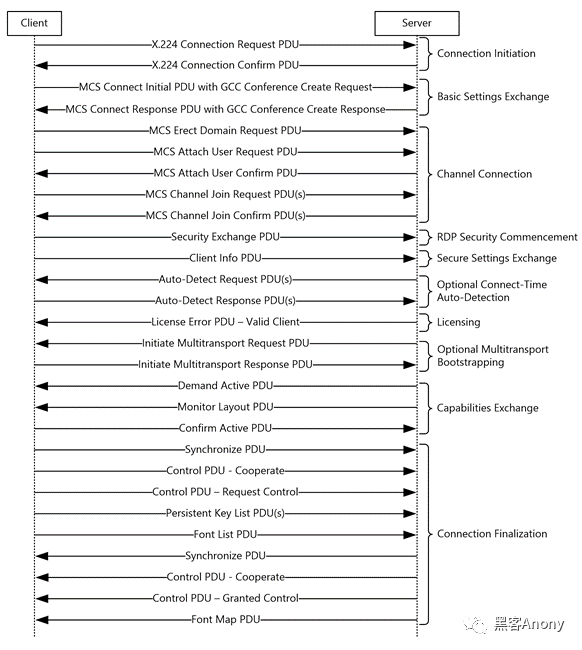 Client
Server
X.224 Connection Request PDU
X.224 Connection Confirm PDU
Connection Initiation
MCS Connect Initial PDU with GCC Conference Create Request
MCS Connect Response PDU with GCC Conference Create Response
Basic Settings Exchange
MCS Erect Domain Request PDU
MCS Attach User Request PDU
MCS Attach User Confirm PDU
MCS Channel Join Request PDU(s)
MCS Channel Join Confirm PDU(s)
Channel Connection
Security Exchange PDU
RDP Security Commencement
Client Info PDU
Secure Settings Exchange
Auto-Detect Request PDU(s)
Auto-Detect Response PDU(s)
Optional Connect-Time
Auto-Detection
License Error PDU – Valid Client
Licensing
Initiate Multitransport Request PDU
Initiate Multitransport Response PDU
Optional Multitransport
Bootstrapping
Demand Active PDU
Monitor Layout PDU
Confirm Active PDU
Capabilities Exchange
Synchronize PDU
Control PDU - Cooperate
Control PDU – Request Control
Persistent Key List PDU(s)
Font List PDU
Synchronize PDU
Control PDU - Cooperate
Control PDU – Granted Control
Font Map PDU
Connection Finalization
黑客Anony